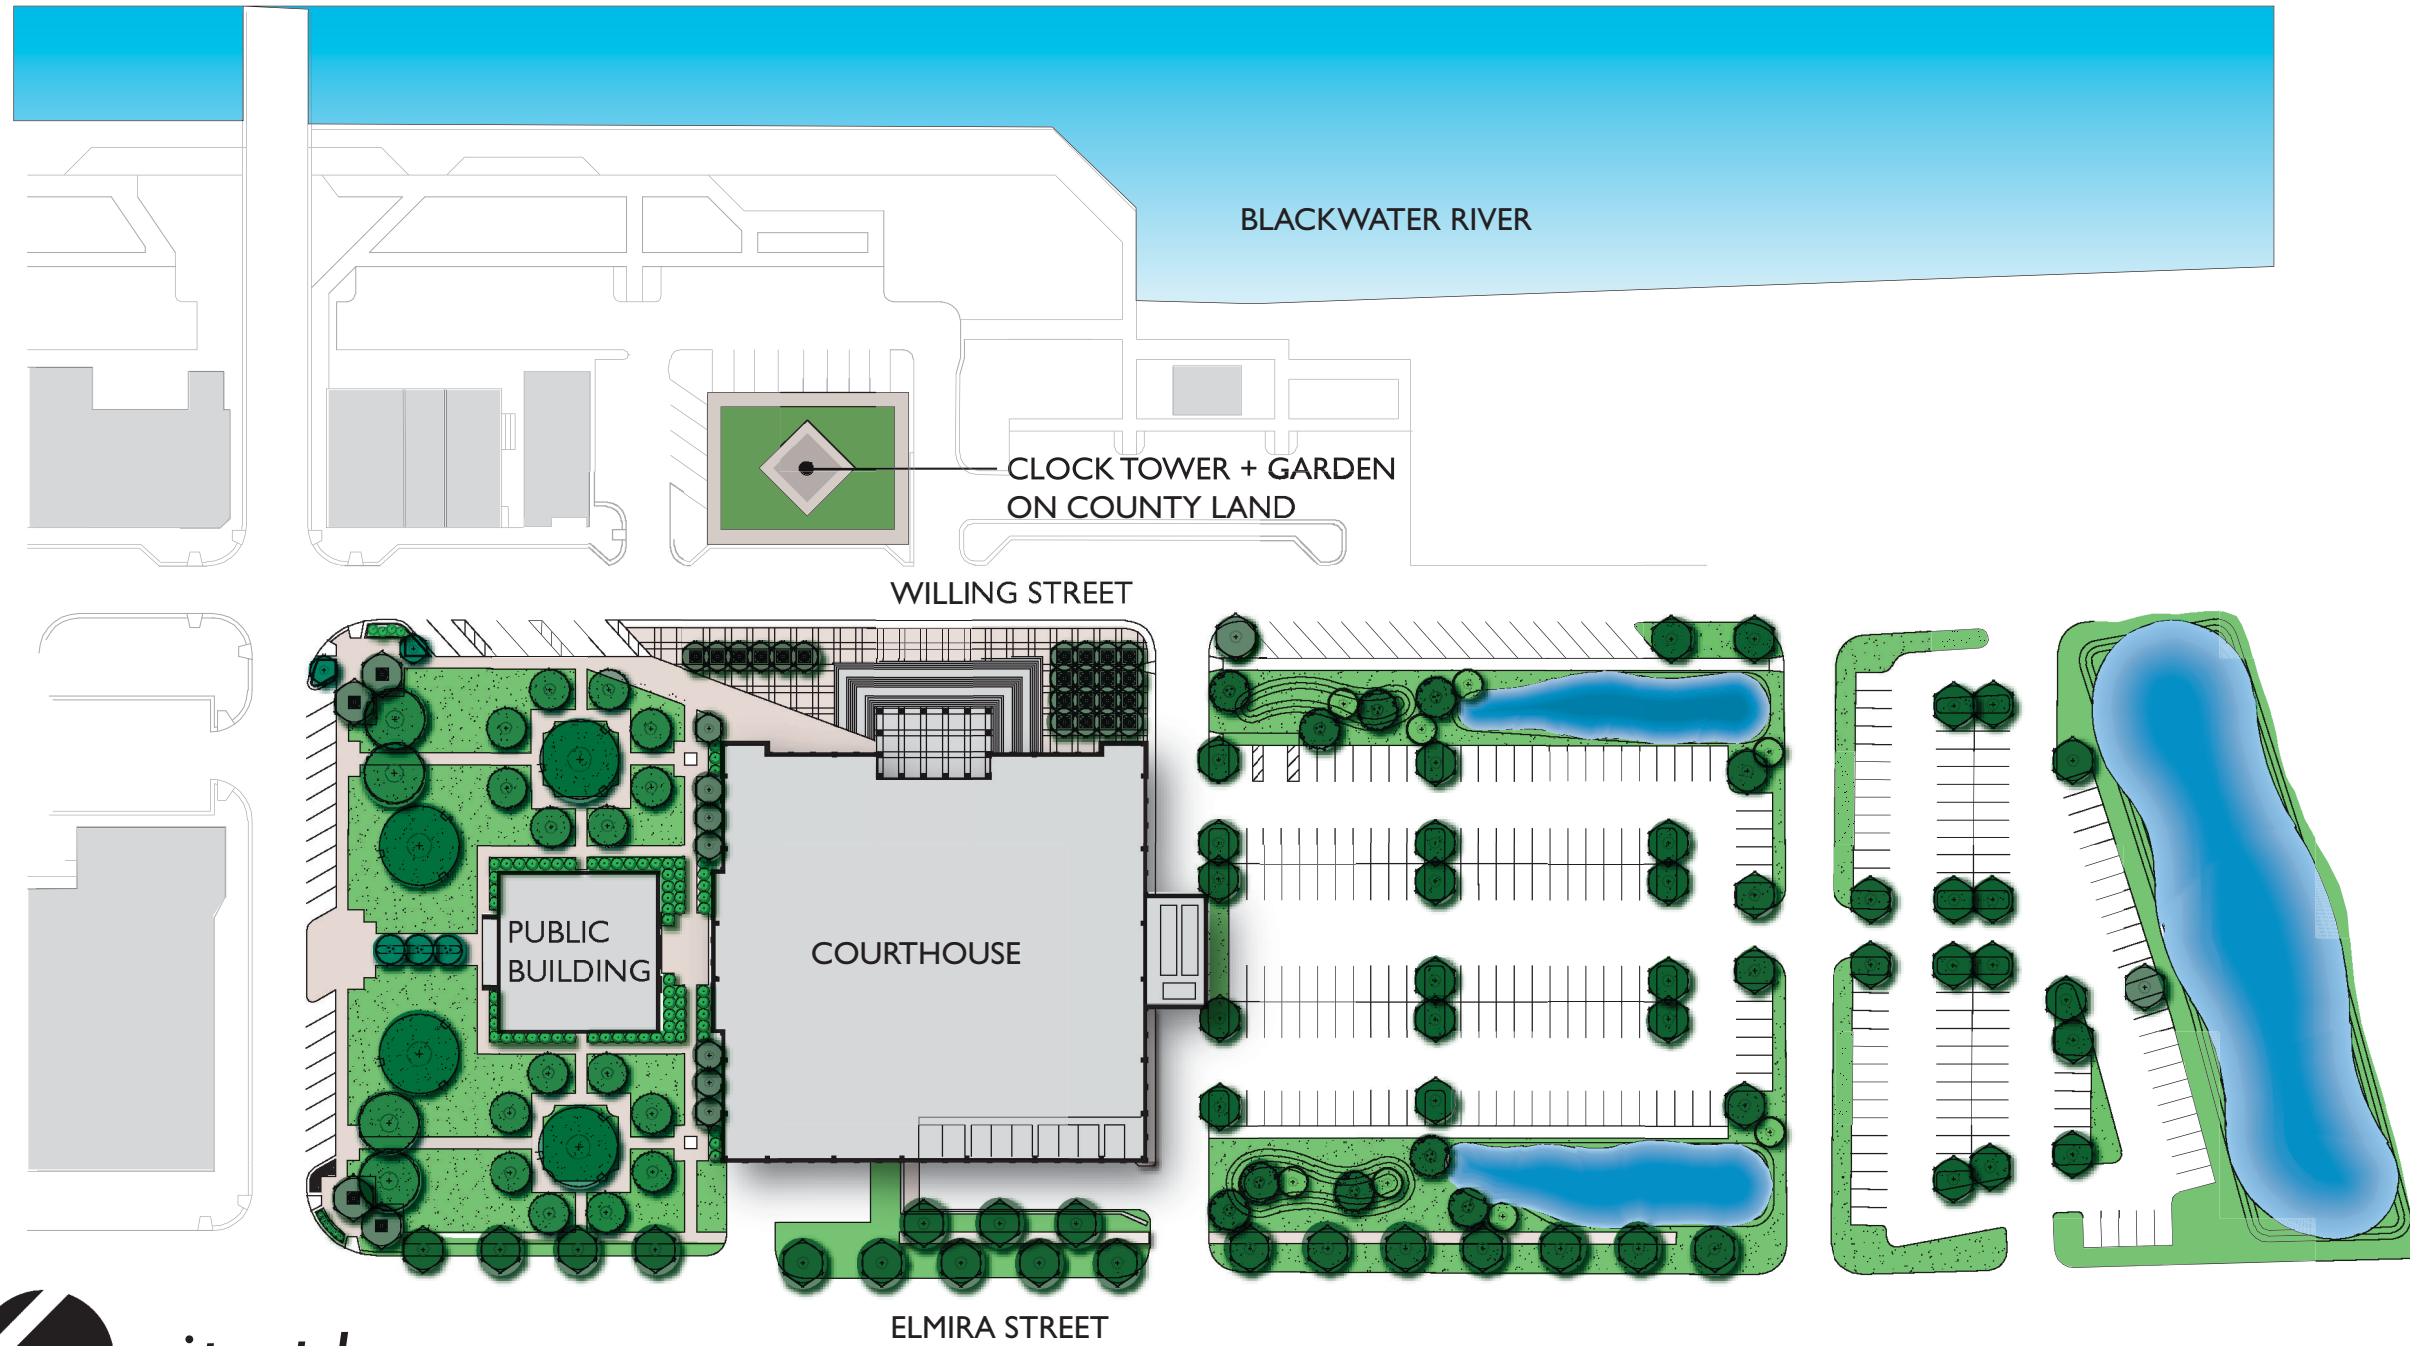 BLACKWATER RIVER
CLOCK TOWER + GARDEN
ON COUNTY LAND
WILLING STREET
PUBLIC
BUILDING
COURTHOUSE
ELMIRA STREET